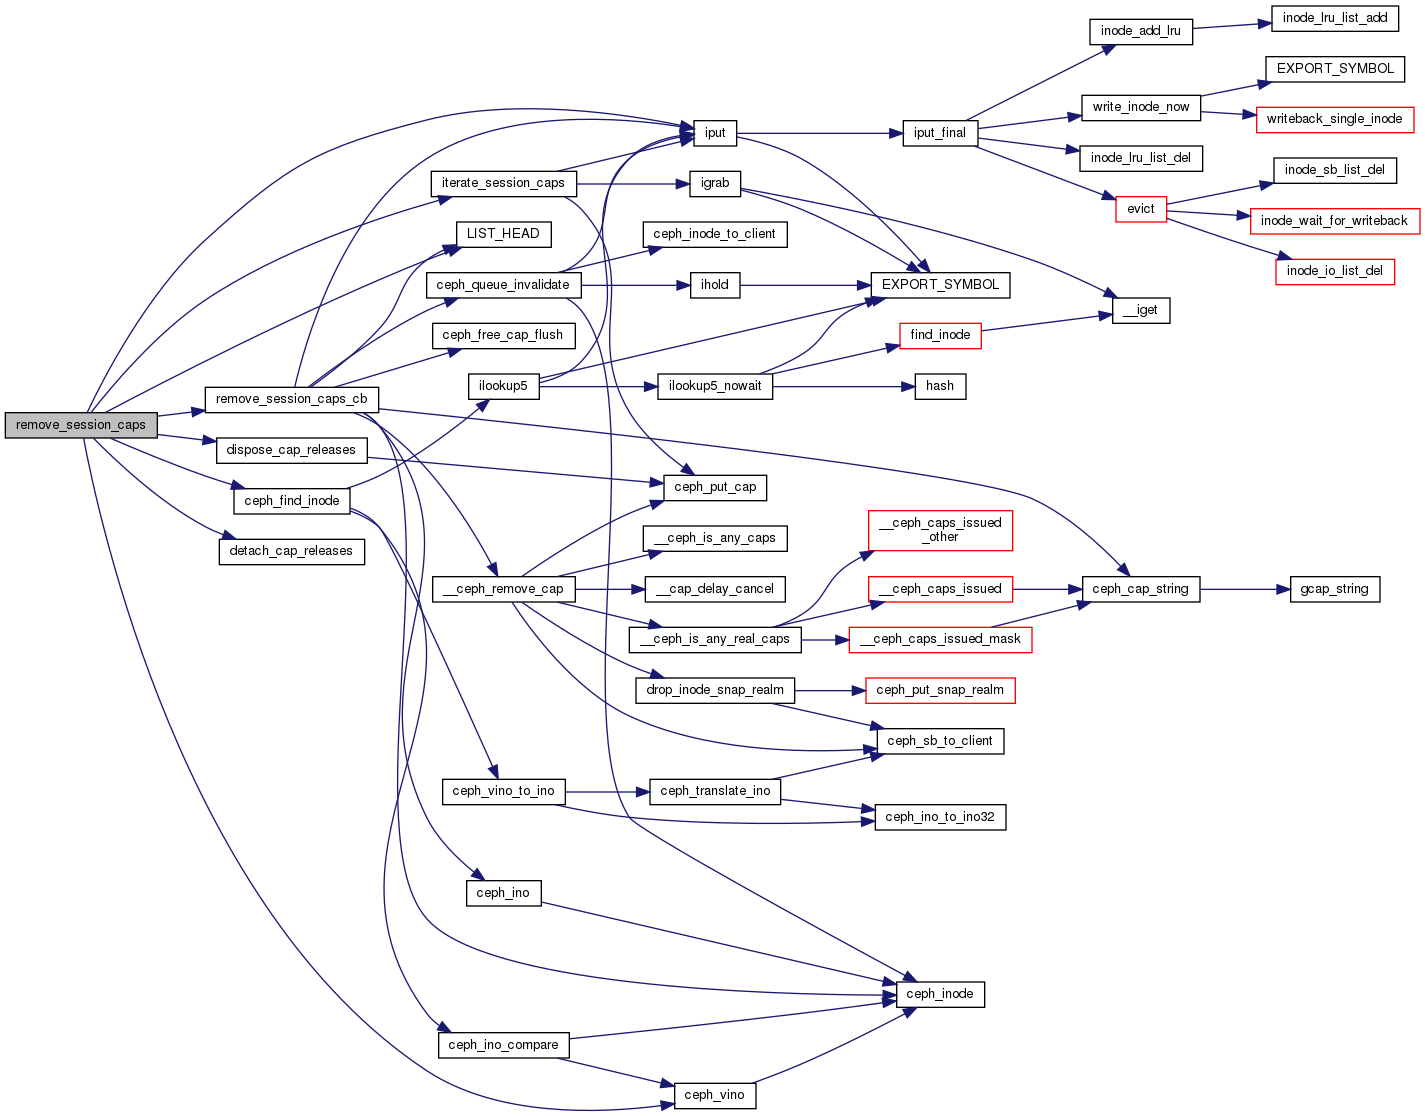 remove_session_caps
iterate_session_caps
LIST_HEAD
ceph_queue_invalidate
ceph_free_cap_flush
remove_session_caps_cb
ilookup5
dispose_cap_releases
ceph_find_inode
detach_cap_releases
__ceph_remove_cap
ceph_vino_to_ino
ceph_ino
ceph_ino_compare
iput
igrab
ceph_inode_to_client
ihold
ilookup5_nowait
ceph_put_cap
__ceph_is_any_caps
__cap_delay_cancel
__ceph_is_any_real_caps
drop_inode_snap_realm
ceph_translate_ino
ceph_vino
iput_final
EXPORT_SYMBOL
find_inode
hash
__ceph_caps_issued
_other
__ceph_caps_issued
__ceph_caps_issued_mask
ceph_put_snap_realm
ceph_sb_to_client
ceph_ino_to_ino32
ceph_inode
inode_add_lru
write_inode_now
inode_lru_list_del
evict
__iget
ceph_cap_string
inode_lru_list_add
EXPORT_SYMBOL
writeback_single_inode
inode_sb_list_del
inode_wait_for_writeback
inode_io_list_del
gcap_string